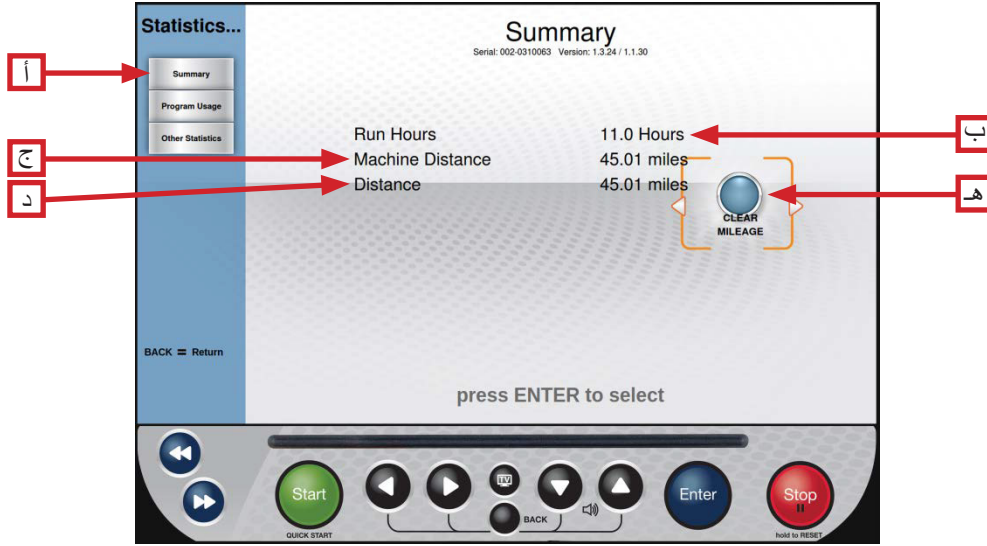 Statistics...
Summary
Program Usage
Other Statistics
BACK = Return
Summary
Serial: 002-0310063 Version: 1.3.24 / 1.1.30
Run Hours 11.0 Hours
Machine Distance 45.01 miles
Distance 45.01 miles
CLEAR
MILEAGE
press ENTER to select
Start
QUICK START
TV
BACK
Enter
Stop
hold to RESET
أ
ب
ج
د
هـ